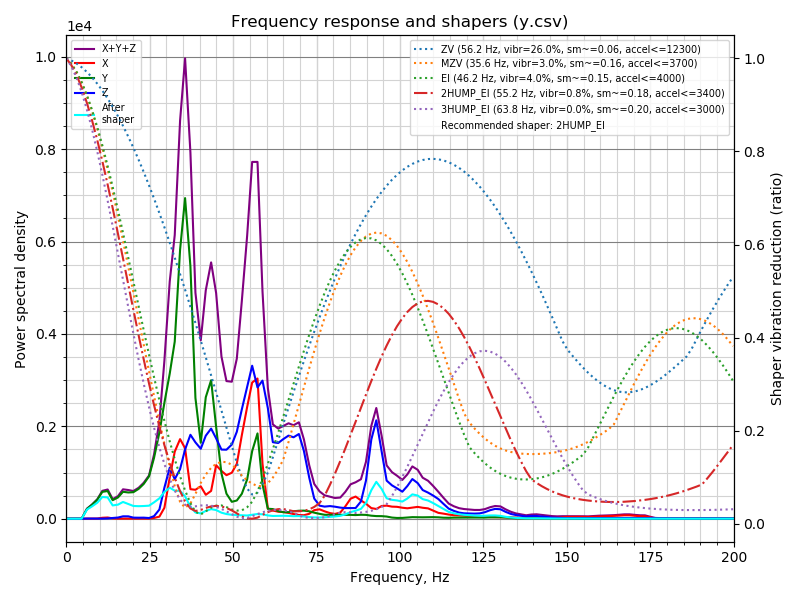 Frequency response and shapers (y.csv)
1e4
X+Y+Z
X
Y
Z
After
shaper
ZV (56.2 Hz, vibr=26.0%, sm~=0.06, accel<=12300)
MZV (35.6 Hz, vibr=3.0%, sm~=0.16, accel<=3700)
EI (46.2 Hz, vibr=4.0%, sm~=0.15, accel<=4000)
2HUMP_EI (55.2 Hz, vibr=0.8%, sm~=0.18, accel<=3400)
3HUMP_EI (63.8 Hz, vibr=0.0%, sm~=0.20, accel<=3000)
Recommended shaper: 2HUMP_EI
Power spectral density
1.0
0.8
0.6
0.4
0.2
0.0
Shaper vibration reduction (ratio)
1.0
0.8
0.6
0.4
0.2
0.0
0 25 50 75 100 125 150 175 200
Frequency, Hz